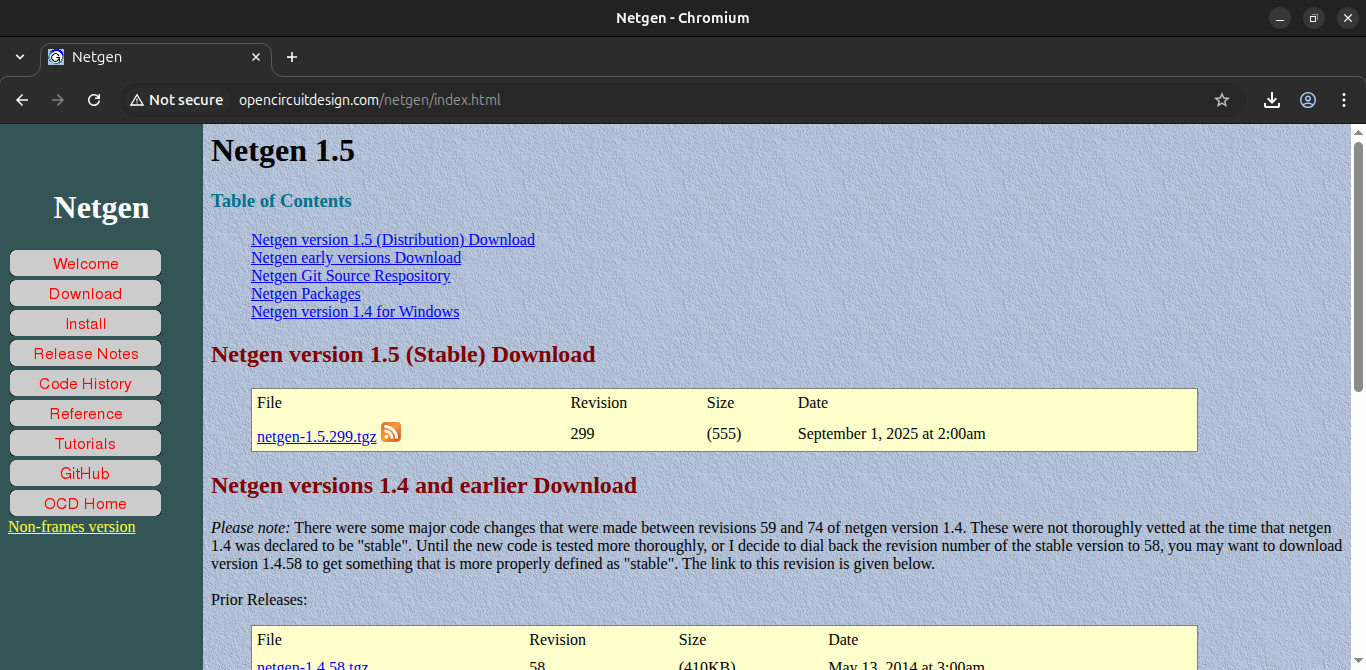 Netgen - Chromium
Netgen
Not secure opencircuitdesign.com/netgen/index.html
Netgen
Welcome
Download
Install
Release Notes
Code History
Reference
Tutorials
GitHub
OCD Home
Non-frames version
Netgen 1.5
Table of Contents
Netgen version 1.5 (Distribution) Download
Netgen early versions Download
Netgen Git Source Respository
Netgen Packages
Netgen version 1.4 for Windows
Netgen version 1.5 (Stable) Download
File Revision Size Date
netgen-1.5.299.tgz 299 (555) September 1, 2025 at 2:00am
Netgen versions 1.4 and earlier Download
Please note: There were some major code changes that were made between revisions 59 and 74 of netgen version 1.4. These were not thoroughly vetted at the time that netgen
1.4 was declared to be "stable". Until the new code is tested more thoroughly, or I decide to dial back the revision number of the stable version to 58, you may want to download
version 1.4.58 to get something that is more properly defined as "stable". The link to this revision is given below.
Prior Releases:
File Revision Size Date
netgen-1.4.58.tgz 58 (410KB) May 13, 2014 at 3:00am